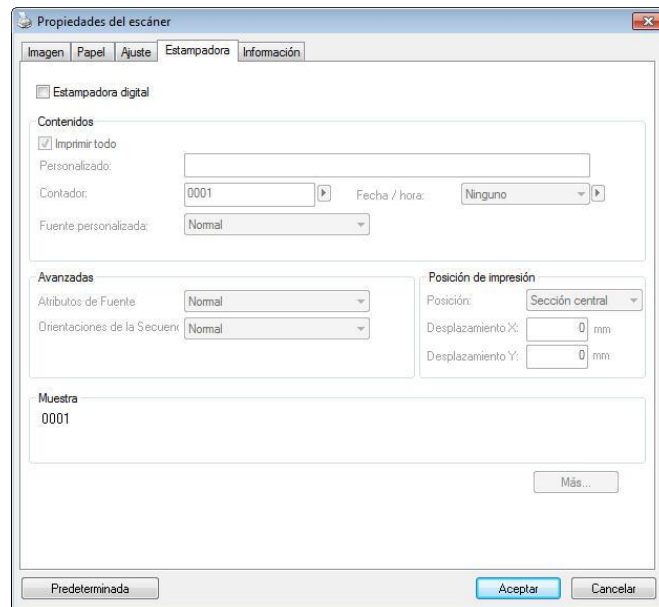 Propiedades del escáner
Imagen Papel Ajuste Estampadora Información
Estampadora digital
Contenidos
Imprimir todo
Personalizado:
Contador: 0001 Fecha / hora: Ninguno
Fuente personalizada: Normal
Avanzadas
Atributos de Fuente Normal
Orientaciones de la Secuen Normal
Posición de impresión
Posición: Sección central
Desplazamiento X: 0 mm
Desplazamiento Y: 0 mm
Muestra
0001
Más...
Predeterminada Aceptar Cancelar